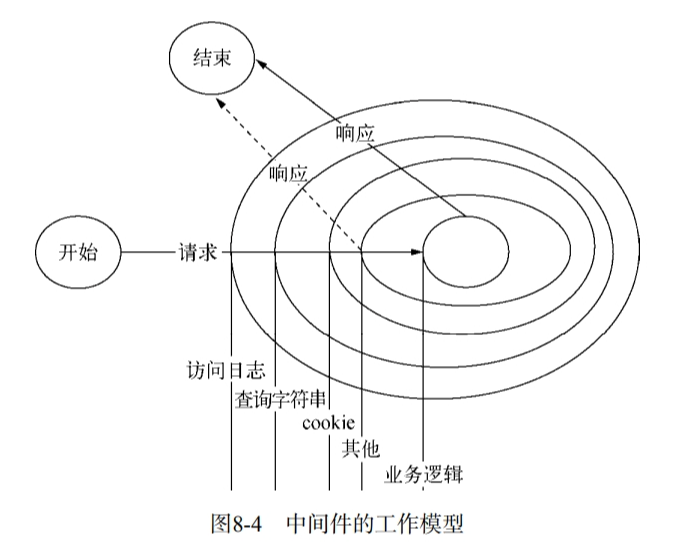 结束
响应
响应
开始
请求
访问日志
查询字符串
cookie
其他
业务逻辑
图8-4 中间件的工作模型